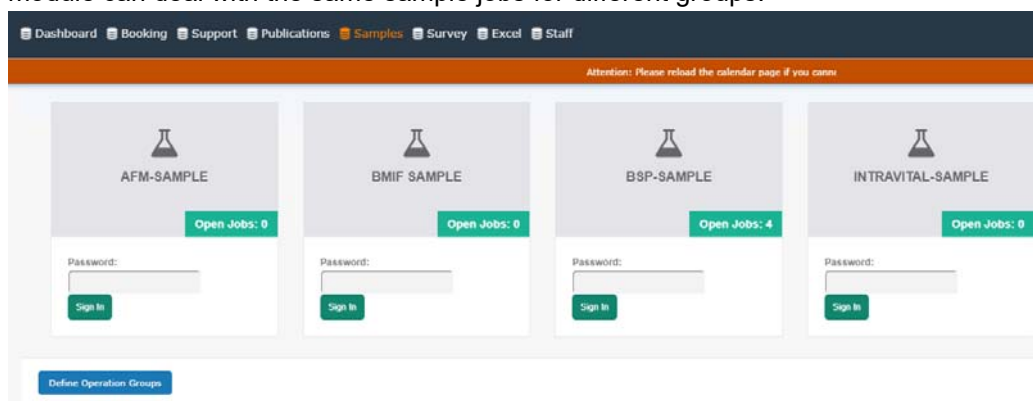 module can deal with the same sample jobs for different groups.
Dashboard Booking Support Publications Samples Survey Excel Staff
Attention: Please reload the calendar page if you canno
AFM-SAMPLE BMIF SAMPLE BSP-SAMPLE INTRAVITAL-SAMPLE
Open Jobs: 0 Open Jobs: 0 Open Jobs: 4 Open Jobs: 0
Password: Password: Password: Password:
Sign In Sign In Sign In Sign In
Define Operation Groups